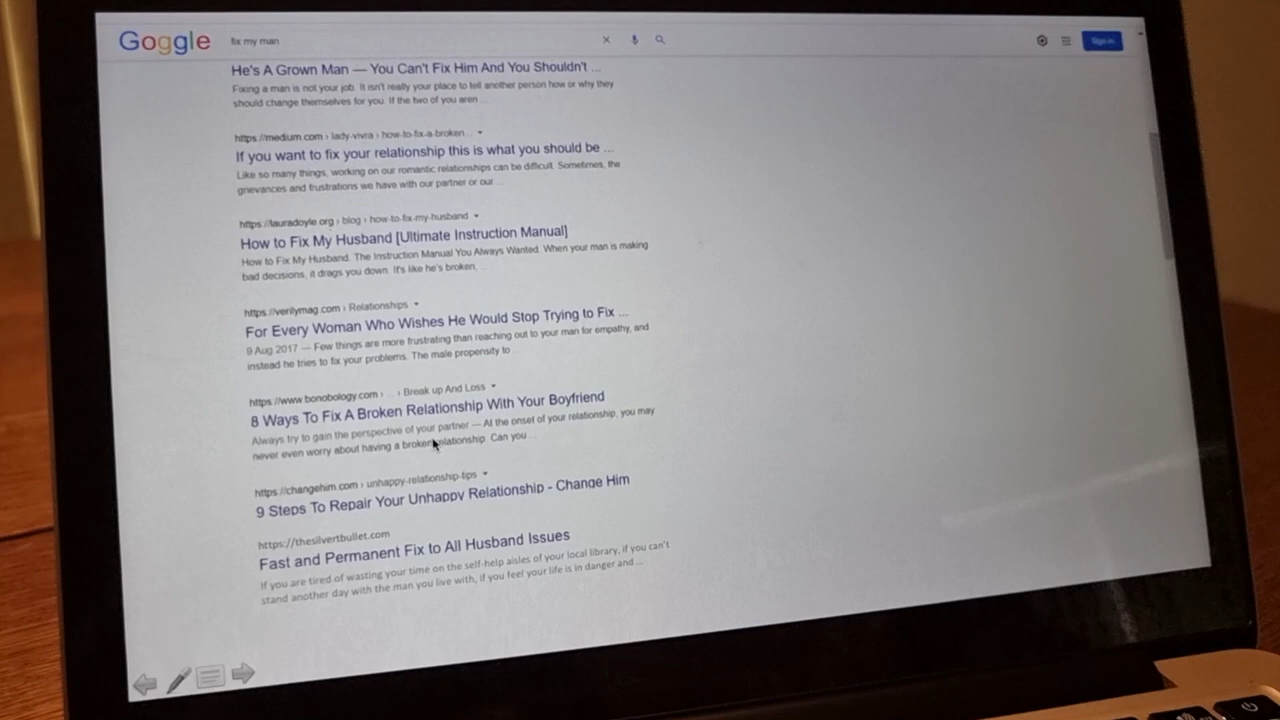 Goggle
fix my man
Sign in
He's A Grown Man — You Can't Fix Him And You Shouldn't ...
Fixing a man is not your job. It isn't really your place to tell another person how or why they
should change themselves for you. If the two of you aren ...
https://medium.com › lady-vivra › how-to-fix-a-broken...
If you want to fix your relationship this is what you should be ...
Like so many things, working on our romantic relationships can be difficult. Sometimes, the
grievances and frustrations we have with our partner or our ...
https://lauradoyle.org › blog › how-to-fix-my-husband
How to Fix My Husband [Ultimate Instruction Manual]
How to Fix My Husband. The Instruction Manual You Always Wanted. When your man is making
bad decisions, it drags you down. It's like he's broken, ...
https://verilymag.com › Relationships
For Every Woman Who Wishes He Would Stop Trying to Fix ...
9 Aug 2017 — Few things are more frustrating than reaching out to your man for empathy, and
instead he tries to fix your problems. The male propensity to ...
https://www.bonobology.com › ... › Break up And Loss
8 Ways To Fix A Broken Relationship With Your Boyfriend
Always try to gain the perspective of your partner — At the onset of your relationship, you may
never even worry about having a broken relationship. Can you ...
https://changehim.com › unhappy-relationship-tips
9 Steps To Repair Your Unhappy Relationship - Change Him
https://thesilvertbullet.com
Fast and Permanent Fix to All Husband Issues
If you are tired of wasting your time on the self-help aisles of your local library, if you can't
stand another day with the man you live with, if you feel your life is in danger and ...